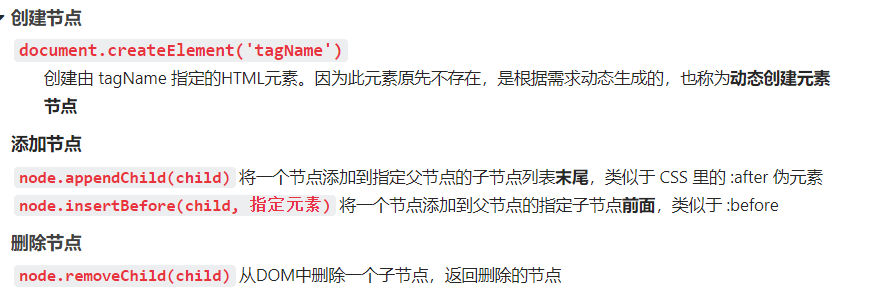 创建节点
document.createElement('tagName')
创建由 tagName 指定的HTML元素。因为此元素原先不存在，是根据需求动态生成的，也称为动态创建元素
节点
添加节点
node.appendChild(child) 将一个节点添加到指定父节点的子节点列表末尾，类似于 CSS 里的 :after 伪元素
node.insertBefore(child, 指定元素) 将一个节点添加到父节点的指定子节点前面，类似于 :before
删除节点
node.removeChild(child) 从DOM中删除一个子节点，返回删除的节点